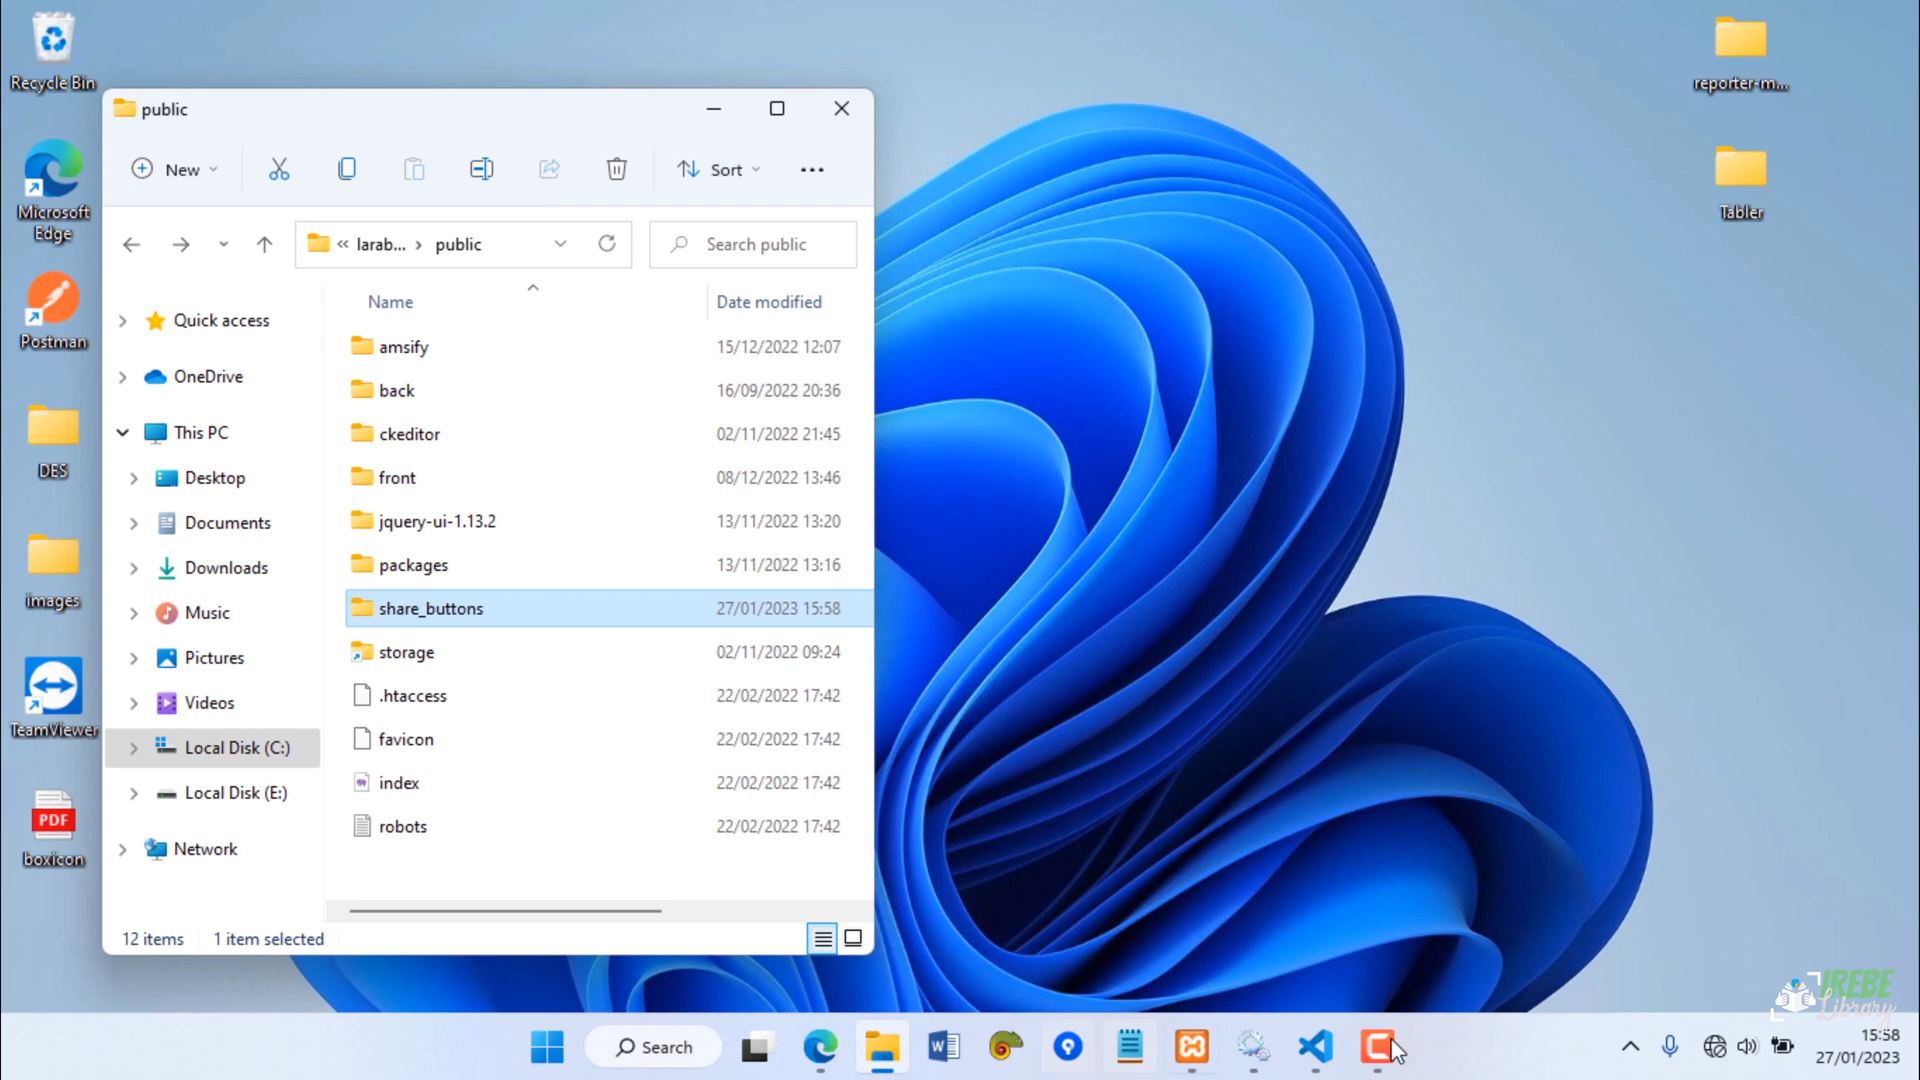 Recycle Bin
Microsoft
Edge
Postman
DES
images
TeamViewer
PDF
boxicon
reporter-m...
Tabler
public
New
Sort
« larab... › public
Search public
Name
Date modified
Quick access
OneDrive
This PC
Desktop
Documents
Downloads
Music
Pictures
Videos
Local Disk (C:)
Local Disk (E:)
Network
amsify 15/12/2022 12:07
back 16/09/2022 20:36
ckeditor 02/11/2022 21:45
front 08/12/2022 13:46
jquery-ui-1.13.2 13/11/2022 13:20
packages 13/11/2022 13:16
share_buttons 27/01/2023 15:58
storage 02/11/2022 09:24
.htaccess 22/02/2022 17:42
favicon 22/02/2022 17:42
index 22/02/2022 17:42
robots 22/02/2022 17:42
12 items 1 item selected
IREBE
Library
Search
15:58
27/01/2023